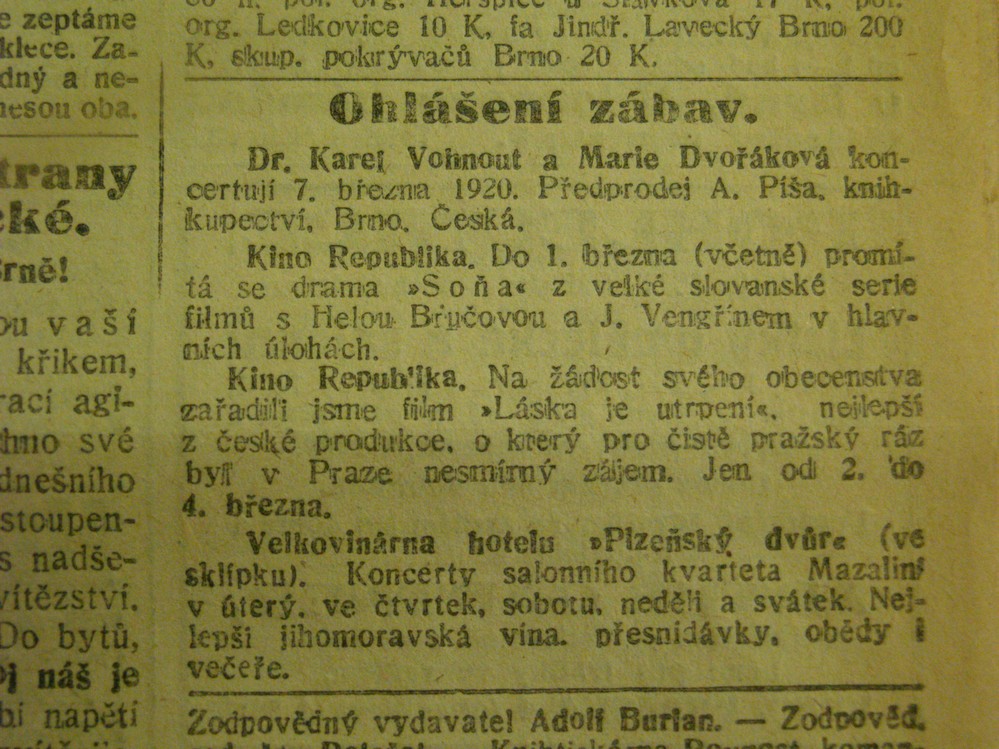 e zeptáme
klece. Za-
dný a ne-
nesou oba.
trany
cké.
rně!
ou vaší
křikem,
rací agi-
chno své
dnešního
stoupen-
s nadše-
vítězství.
Do bytů,
náš je
napětí
org. Ledkovice 10 K, fa Jindř. Lavecký Brno 200
K, skup. pokrývačů Brno 20 K.
Ohlášení zábav.
Dr. Karel Vohnout a Marie Dvořáková kon-
certují 7. března 1920. Předprodej A. Píša, knih-
kupectví, Brno, Česká.
Kino Republika. Do 1. března (včetně) promí-
tá se drama »Soňa« z velké slovanské serie
filmů s Helou Bručovou a J. Vengřinem v hlav-
ních úlohách.
Kino Republika. Na žádost svého obecenstva
zařadili jsme film »Láska je utrpení«, nejlepší
z české produkce, o který pro čistě pražský ráz
byl v Praze nesmírný zájem. Jen od 2. do
4. března.
Velkovinárna hotelu »Plzeňský dvůr« (ve
sklípku). Koncerty salonního kvarteta Mazalini
v úterý, ve čtvrtek, sobotu, neděli a svátek. Nej-
lepší jihomoravská vína, přesnídávky, obědy i
večeře.
Zodpovědný vydavatel Adolf Burian. — Zodpověd.